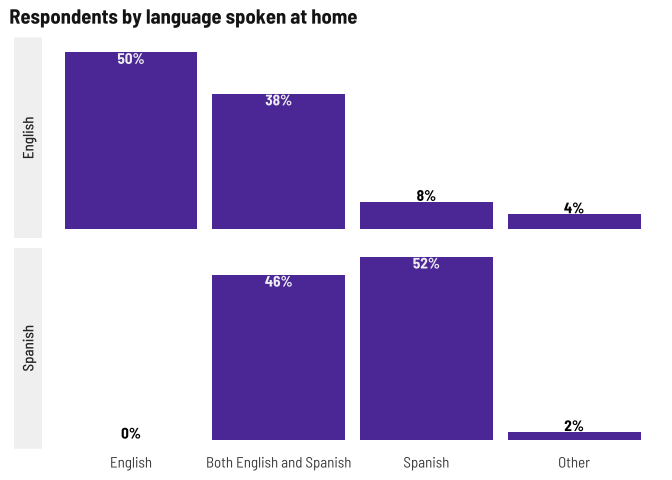 Respondents by language spoken at home
English
50%
38%
8%
4%
Spanish
0%
46%
52%
2%
English Both English and Spanish Spanish Other